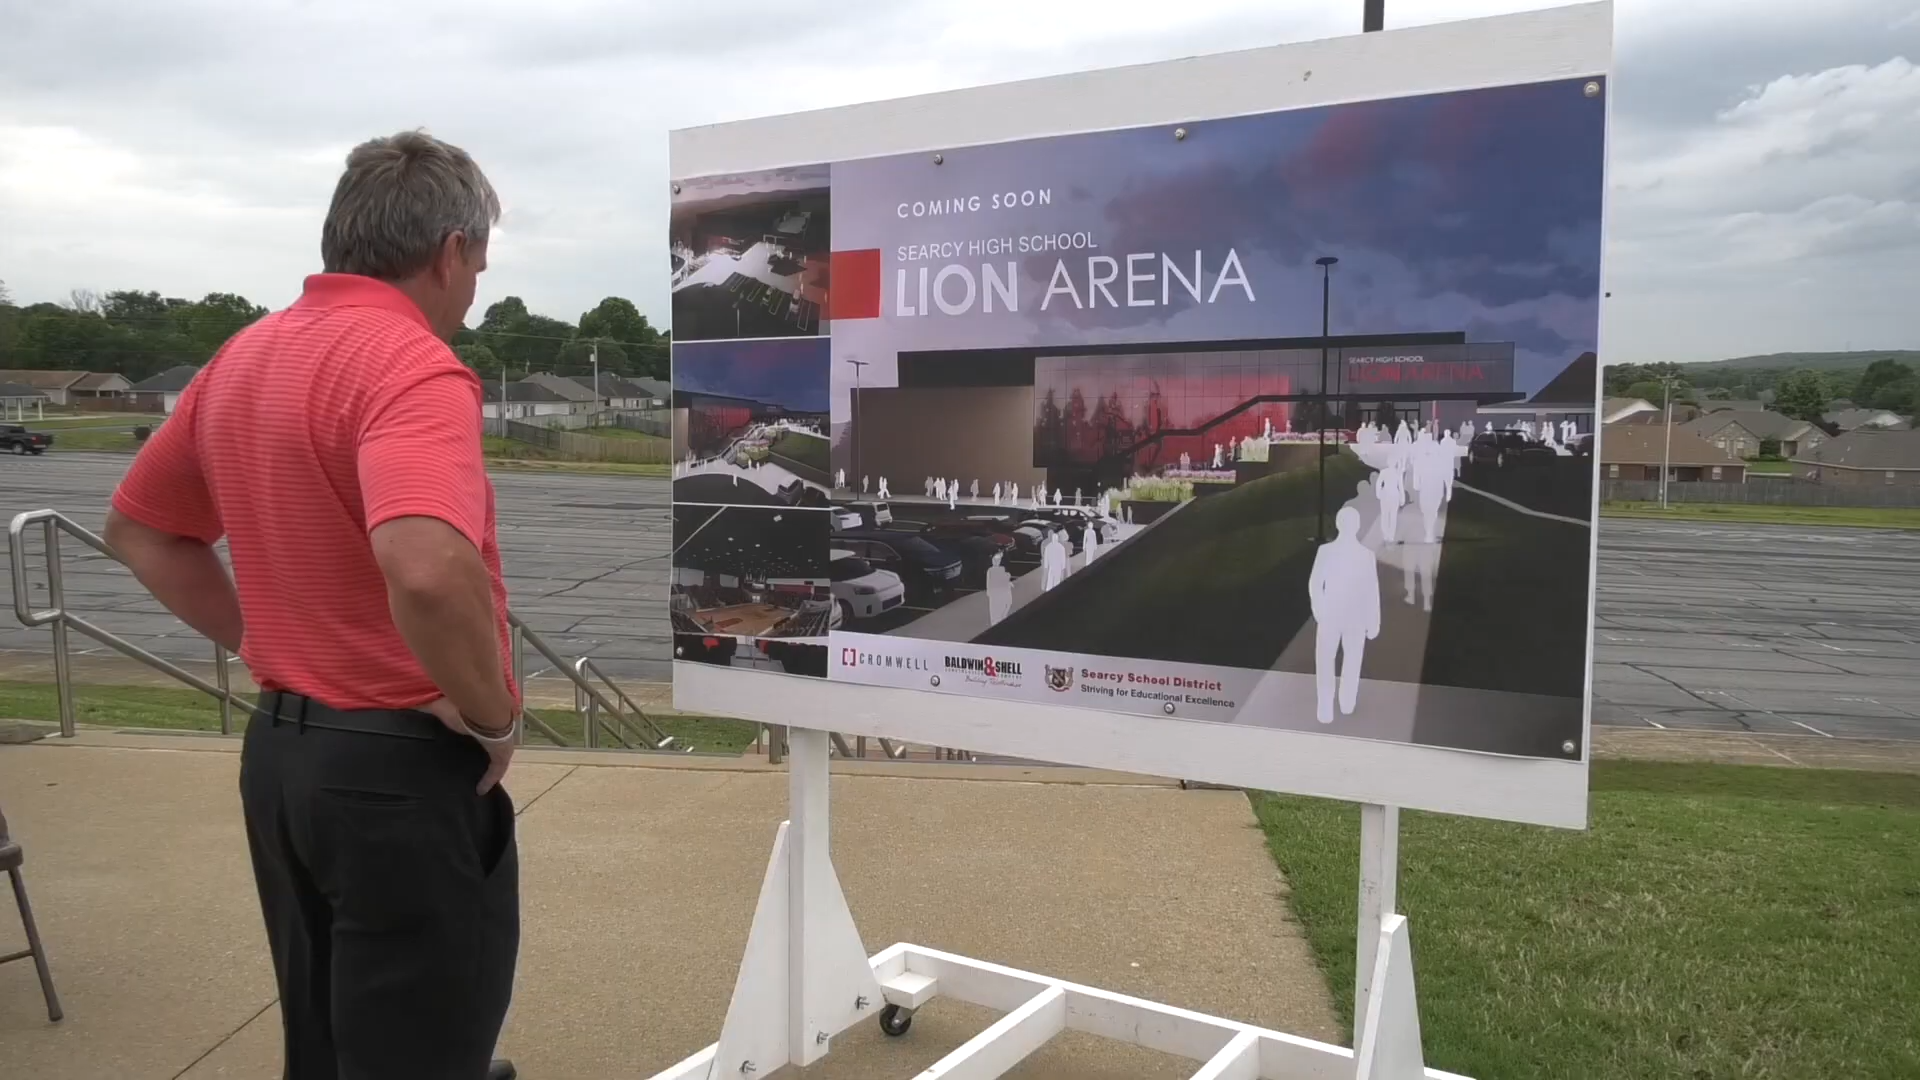 COMING SOON
SEARCY HIGH SCHOOL
LION ARENA
SEARCY HIGH SCHOOL
LION ARENA
CROMWELL
BALDWIN & SHELL
Searcy School District
Striving for Educational Excellence